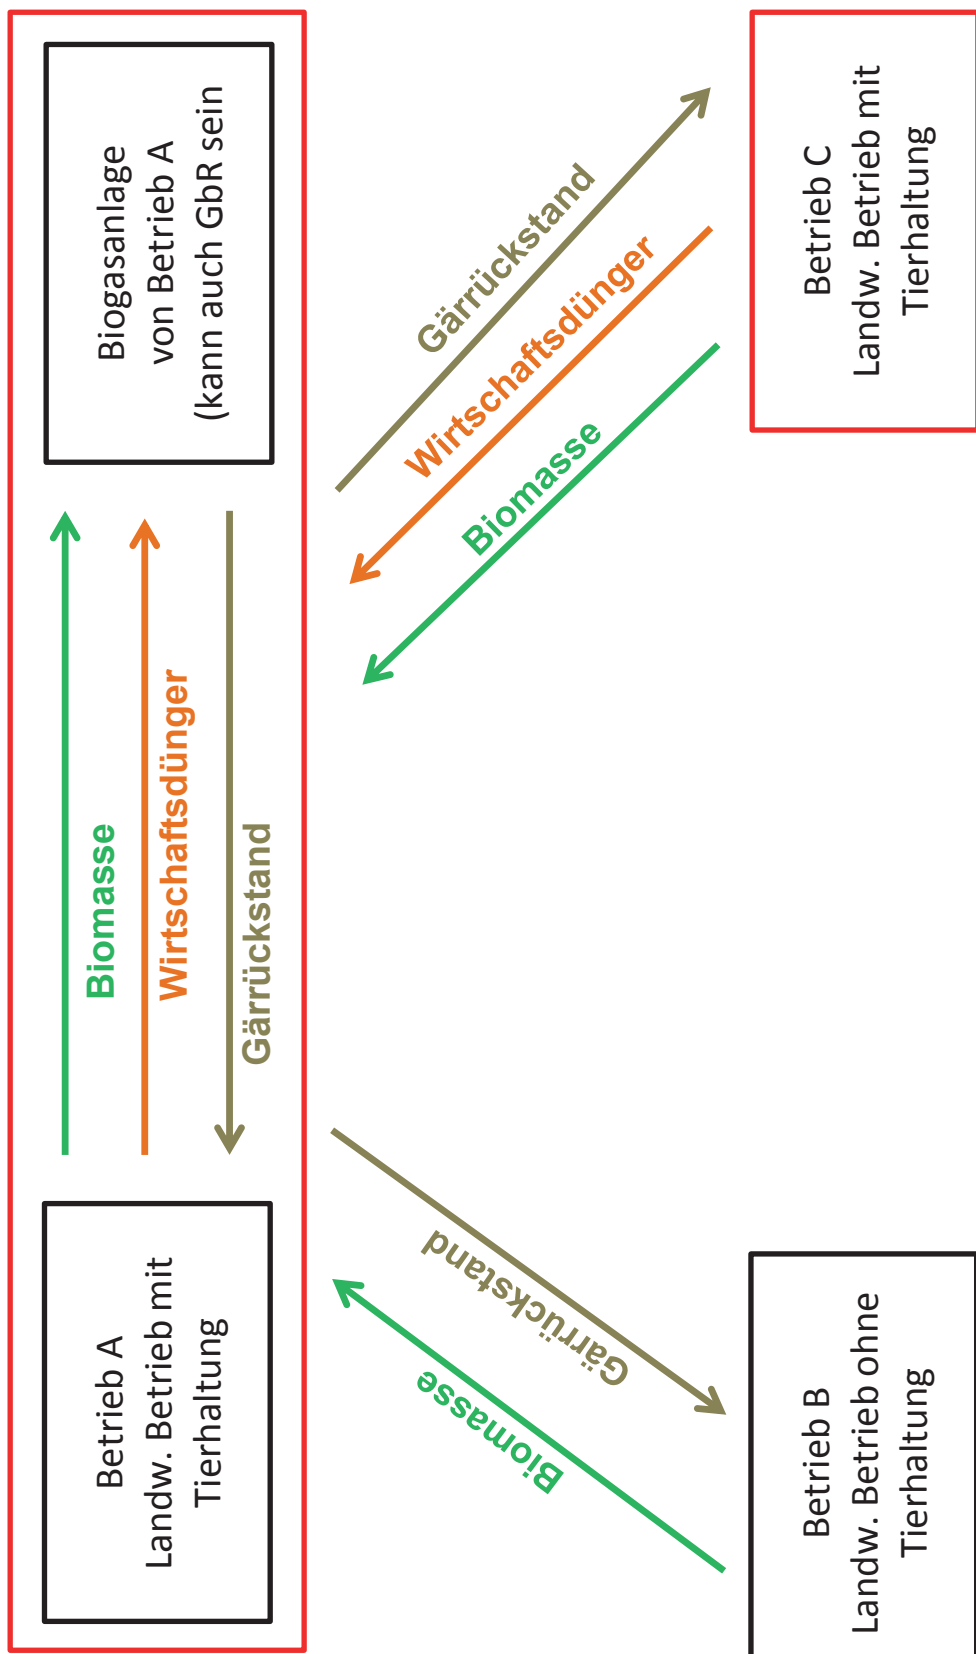 Betrieb A
Landw. Betrieb mit
Tierhaltung
Biomasse
Wirtschaftsdünger
Gärrückstand
Biogasanlage
von Betrieb A
(kann auch GbR sein
Biomasse
Gärrückstand
Gärrückstand
Wirtschaftsdünger
Biomasse
Betrieb B
Landw. Betrieb ohne
Tierhaltung
Betrieb C
Landw. Betrieb mit
Tierhaltung